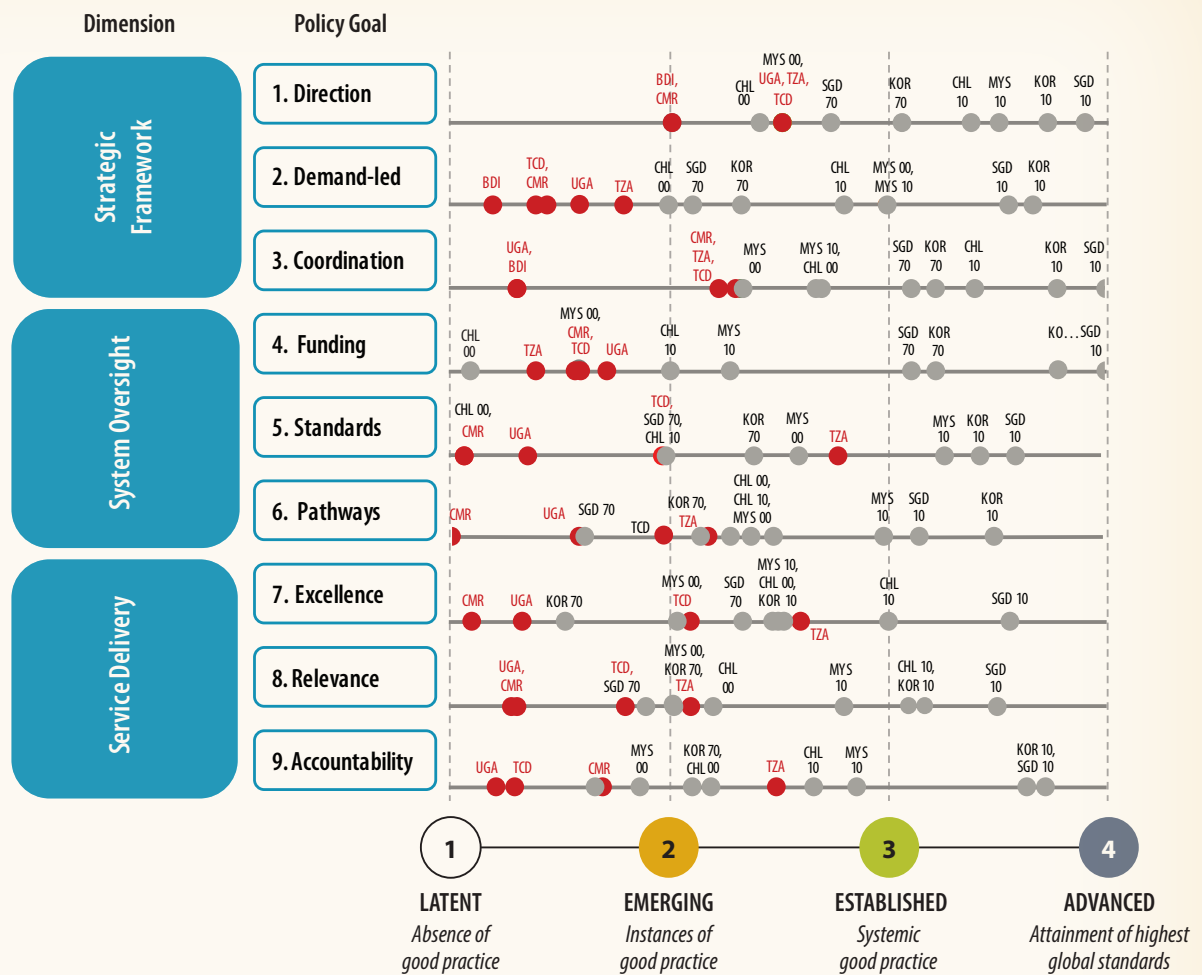 Dimension
Policy Goal
Strategic
Framework
1. Direction
BDI,
CMR
CHL
00
MYS 00,
UGA, TZA,
TCD
SGD
70
KOR
70
CHL
10
MYS
10
KOR
10
SGD
10
2. Demand-led
BDI
TCD,
CMR
UGA
TZA
CHL
00
SGD
70
KOR
70
CHL
10
MYS 00,
MYS 10
SGD
10
KOR
10
3. Coordination
UGA,
BDI
CMR,
TZA,
TCD
MYS
00
MYS 10,
CHL 00
SGD
70
KOR
70
CHL
10
KOR
10
SGD
10
System Oversight
4. Funding
CHL
00
TZA
MYS 00,
CMR,
TCD
UGA
CHL
10
MYS
10
SGD
70
KOR
70
KO…SGD
10
5. Standards
CHL 00,
CMR
UGA
TCD,
SGD 70,
CHL 10
KOR
70
MYS
00
TZA
MYS
10
KOR
10
SGD
10
6. Pathways
CMR
UGA
SGD 70
TCD
KOR 70,
TZA
CHL 00,
CHL 10,
MYS 00
MYS
10
SGD
10
KOR
10
Service Delivery
7. Excellence
CMR
UGA
KOR 70
MYS 00,
TCD
SGD
70
MYS 10,
CHL 00,
KOR 10
TZA
CHL
10
SGD 10
8. Relevance
UGA,
CMR
TCD,
SGD 70
MYS 00,
KOR 70,
TZA
CHL
00
MYS
10
CHL 10,
KOR 10
SGD
10
9. Accountability
UGA
TCD
CMR
MYS
00
KOR 70,
CHL 00
TZA
CHL
10
MYS
10
KOR 10,
SGD 10
1
2
3
4
LATENT
Absence of
good practice
EMERGING
Instances of
good practice
ESTABLISHED
Systemic
good practice
ADVANCED
Attainment of highest
global standards